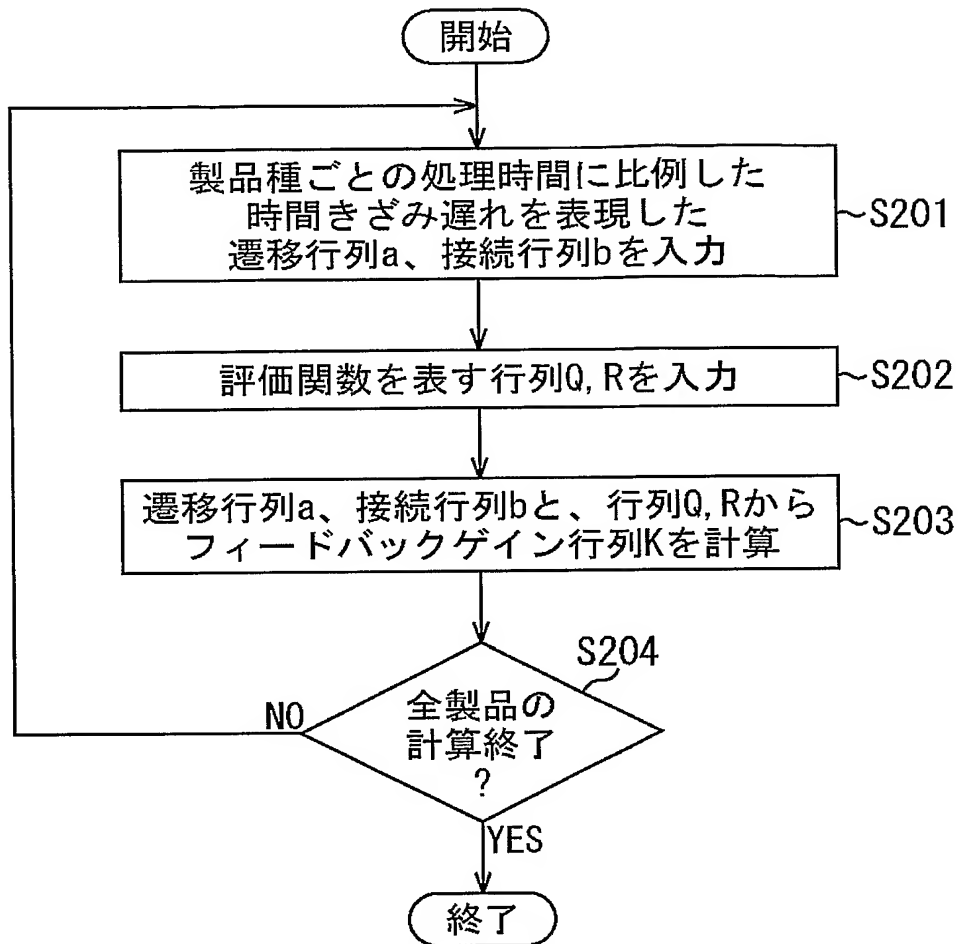 開始
製品種ごとの処理時間に比例した
時間きざみ遅れを表現した
遷移行列a、接続行列bを入力
S201
評価関数を表す行列Q,Rを入力
S202
遷移行列a、接続行列bと、行列Q,Rから
フィードバックゲイン行列Kを計算
S203
S204
全製品の
計算終了
?
NO
YES
終了